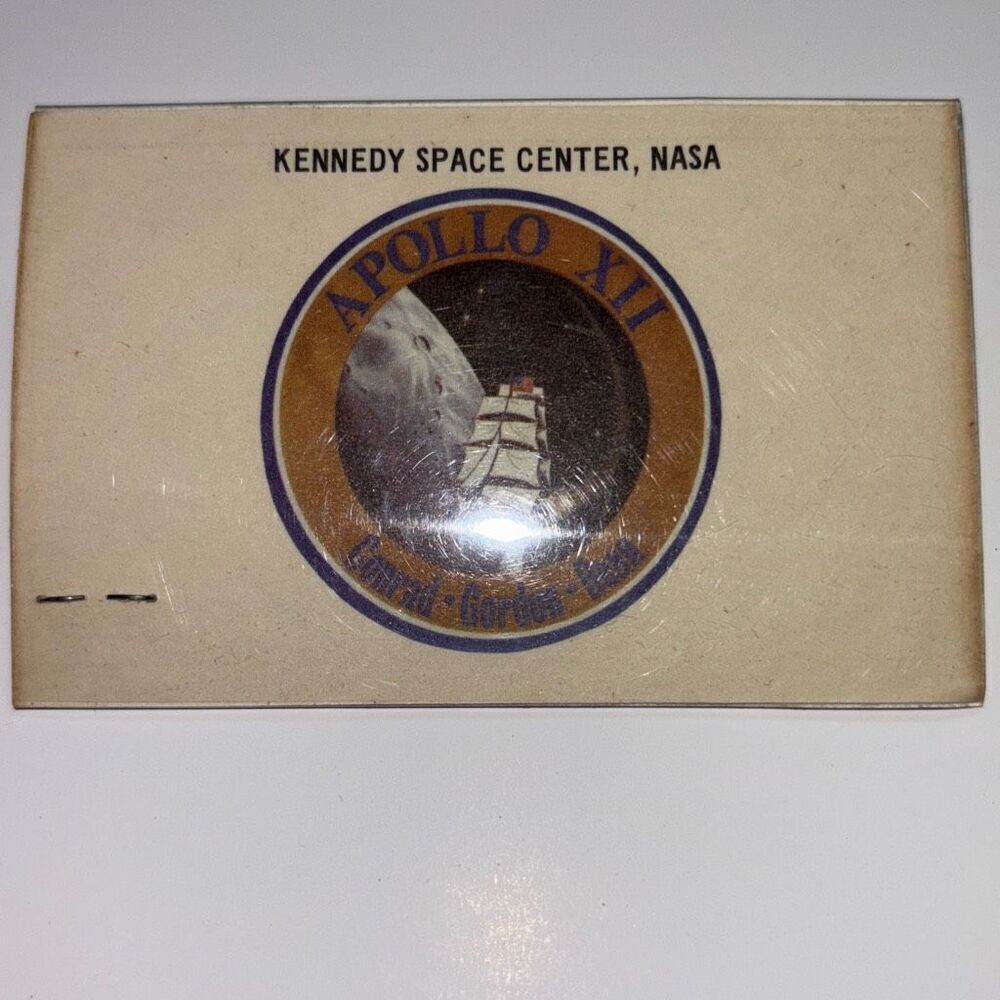 KENNEDY SPACE CENTER, NASA
APOLLO XII
Conrad · Gordon · Bean